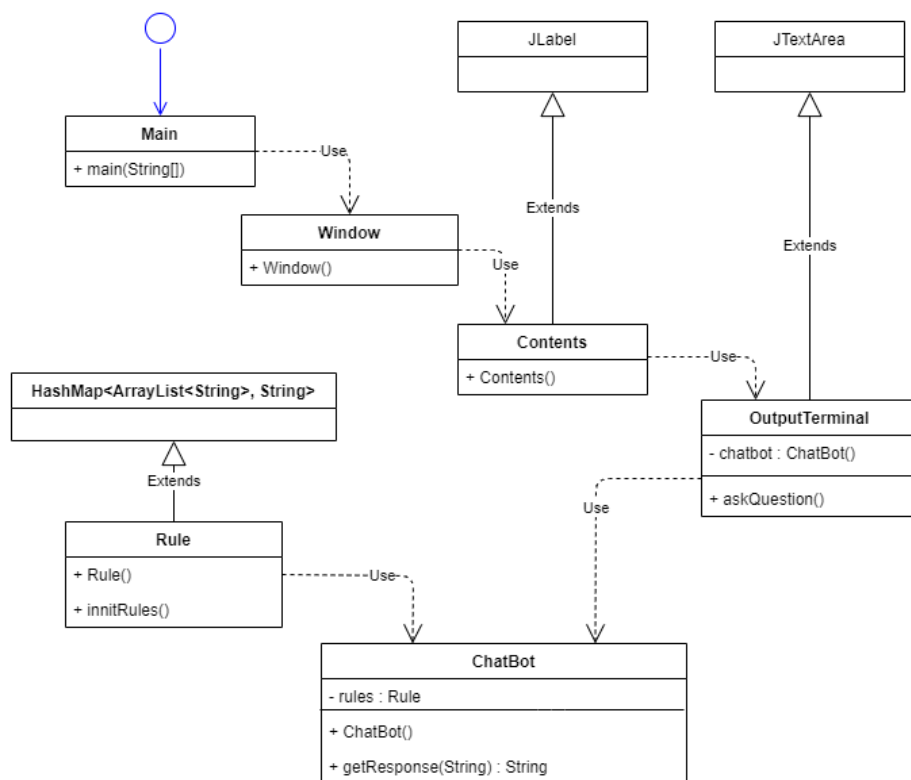 JLabel
JTextArea
Main
+ main(String[])
Use
Window
+ Window()
Use
Extends
Extends
Contents
+ Contents()
Use
HashMap<ArrayList<String>, String>
OutputTerminal
- chatbot : ChatBot()
+ askQuestion()
Extends
Use
Rule
+ Rule()
+ innitRules()
Use
ChatBot
- rules : Rule
+ ChatBot()
+ getResponse(String) : String